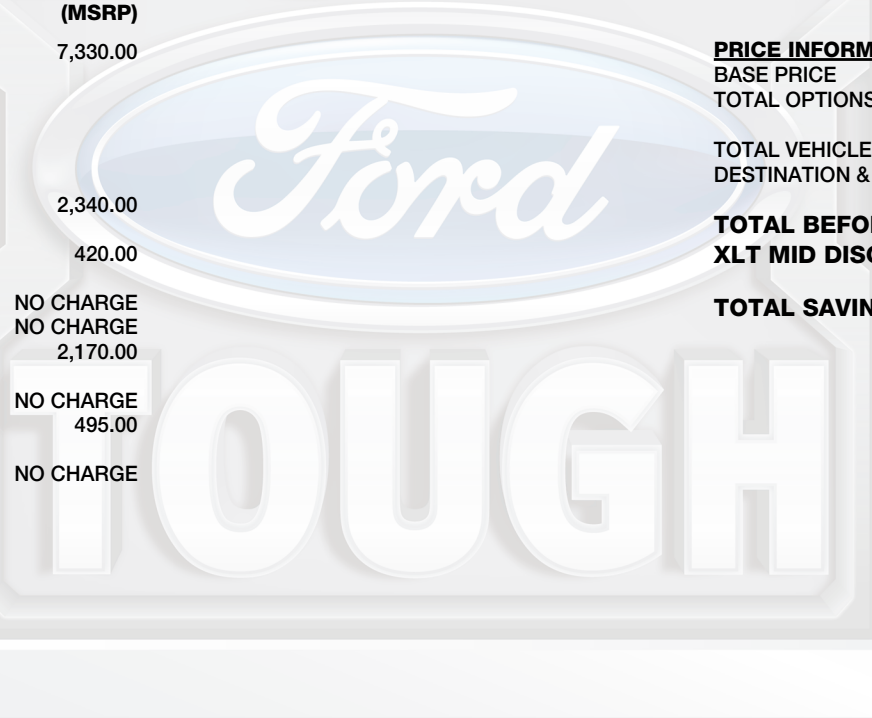 (MSRP)
7,330.00
2,340.00
420.00
NO CHARGE
NO CHARGE
2,170.00
NO CHARGE
495.00
NO CHARGE
PRICE INFORM
BASE PRICE
TOTAL OPTIONS
TOTAL VEHICLE
DESTINATION &
TOTAL BEFO
XLT MID DISC
TOTAL SAVIN
Ford
TOUGH